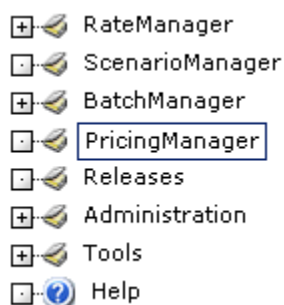 RateManager
ScenarioManager
BatchManager
PricingManager
Releases
Administration
Tools
Help